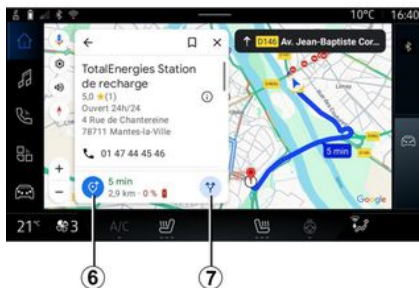 10°C 16:40
D146 Av. Jean-Baptiste Cor...
TotalEnergies Station
de recharge
5,0 ★(1)
Ouvert 24h/24
4 Rue de Chantereine
78711 Mantes-la-Ville
01 47 44 45 46
5 min
2,9 km · 0 %
5 min
Google
21° 3 A/C
6 7